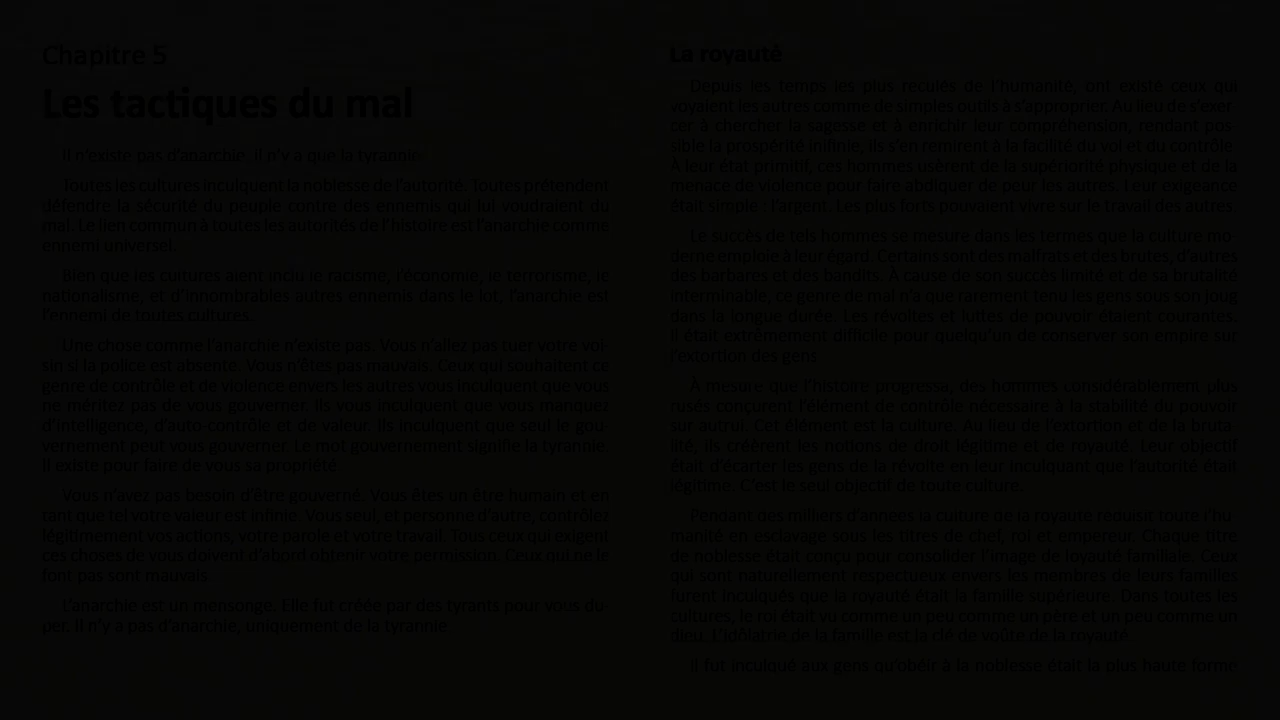 Chapitre 5
Les tactiques du mal
Il n'existe pas d'anarchie; il n'y a que la tyrannie
Toutes les cultures inculquent la noblesse de l'autorité. Toutes prétendent
défendre la sécurité du peuple contre des ennemis qui lui voudraient du
mal. Le lien commun à toutes les autorités de l'histoire est l'anarchie comme
ennemi universel.
Bien que les cultures aient inclu le racisme, l'économie, le terrorisme, le
nationalisme, et d'innombrables autres ennemis dans le lot, l'anarchie est
l'ennemi de toutes cultures.
Une chose comme l'anarchie n'existe pas. Vous n'allez pas tuer votre voi-
sin si la police est absente. Vous n'êtes pas mauvais. Ceux qui souhaitent ce
genre de contrôle et de violence envers les autres vous inculquent que vous
ne méritez pas de vous gouverner. Ils vous inculquent que vous manquez
d'intelligence, d'auto-contrôle et de valeur. Ils inculquent que seul le gou-
vernement peut vous gouverner. Le mot gouvernement signifie la tyrannie.
Il existe pour faire de vous sa propriété
Vous n'avez pas besoin d'être gouverné. Vous êtes un être humain et en
tant que tel votre valeur est infinie. Vous seul, et personne d'autre, contrôlez
légitimement vos actions, votre parole et votre travail. Tous ceux qui exigent
ces choses de vous doivent d'abord obtenir votre permission. Ceux qui ne le
font pas sont mauvais.
L'anarchie est un mensonge. Elle fut créée par des tyrants pour vous du-
per. Il n'y a pas d'anarchie, uniquement de la tyrannie
La royauté
Depuis les temps les plus reculés de l'humanité, ont existé ceux qui
voyaient les autres comme de simples outils à s'approprier. Au lieu de s'exer-
cer à chercher la sagesse et à enrichir leur compréhension, rendant pos-
sible la prospérité infinie, ils s'en remirent à la facilité du vol et du contrôle.
À leur état primitif, ces hommes usèrent de la supériorité physique et de la
menace de violence pour faire abdiquer de peur les autres. Leur exigeance
était simple : l'argent. Les plus forts pouvaient vivre sur le travail des autres.
Le succès de tels hommes se mesure dans les termes que la culture mo-
derne emploie à leur égard. Certains sont des malfrats et des brutes, d'autres
des barbares et des bandits. À cause de son succès limité et de sa brutalité
interminable, ce genre de mal n'a que rarement tenu les gens sous son joug
dans la longue durée. Les révoltes et luttes de pouvoir étaient courantes.
Il était extrèmement difficile pour quelqu'un de conserver son empire sur
l'extortion des gens
À mesure que l'histoire progressa, des hommes considérablement plus
rusés conçurent l'élément de contrôle nécessaire à la stabilité du pouvoir
sur autrui. Cet élément est la culture. Au lieu de l'extortion et de la bruta-
lité, ils créèrent les notions de droit légitime et de royauté. Leur objectif
était d'écarter les gens de la révolte en leur inculquant que l'autorité était
légitime. C'est le seul objectif de toute culture.
Pendant des milliers d'années la culture de la royauté réduisit toute l'hu-
manité en esclavage sous les titres de chef, roi et empereur. Chaque titre
de noblesse était conçu pour consolider l'image de loyauté familiale. Ceux
qui sont naturellement respectueux envers les membres de leurs familles
furent inculqués que la royauté était la famille supérieure. Dans toutes les
cultures, le roi était vu comme un peu comme un père et un peu comme un
dieu. L'idôlatrie de la famille est la clé de voûte de la royauté
Il fut inculqué aux gens qu'obéir à la noblesse était la plus haute forme